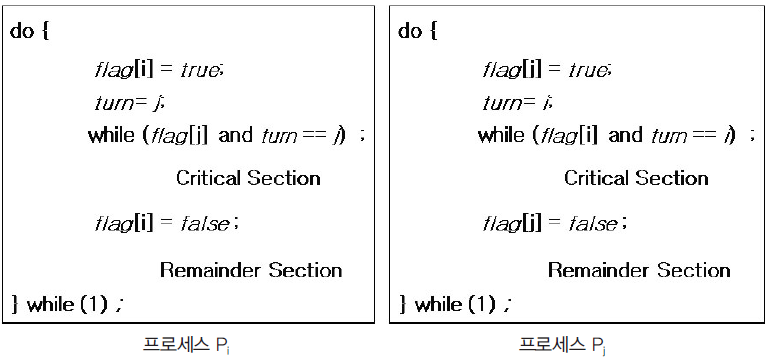 do {
flag[i] = true;
turn= j;
while (flag[j] and turn == j) ;
Critical Section
flag[i] = false ;
Remainder Section
} while (1) ;
프로세스 Pi
do {
flag[j] = true;
turn= i;
while (flag[i] and turn == i) ;
Critical Section
flag[j] = false ;
Remainder Section
} while (1) ;
프로세스 Pj